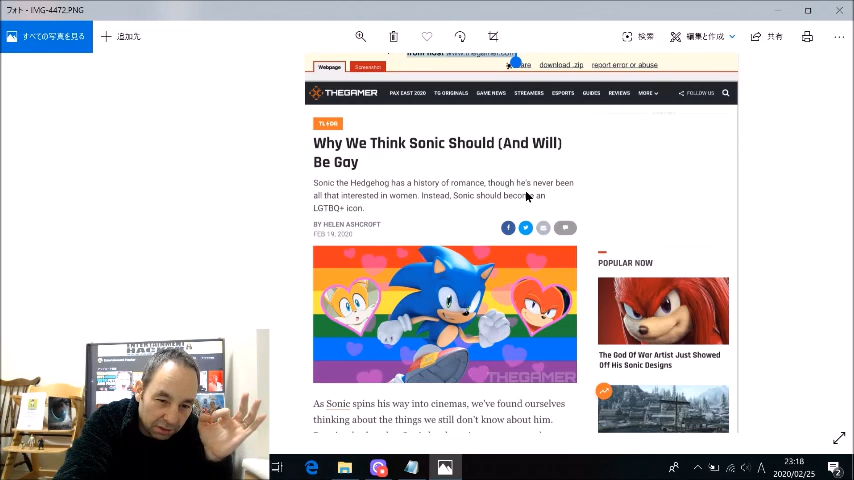 フォト - IMG-4472.PNG
すべての写真を見る
追加先
検索
編集と作成
共有
from host www.thegamer.com
Webpage
Screenshot
share
download .zip
report error or abuse
THEGAMER
PAX EAST 2020
TG ORIGINALS
GAME NEWS
STREAMERS
ESPORTS
GUIDES
REVIEWS
MORE
FOLLOW US
TL*DR
Why We Think Sonic Should (And Will)
Be Gay
Sonic the Hedgehog has a history of romance, though he's never been
all that interested in women. Instead, Sonic should become an
LGTBQ+ icon.
BY HELEN ASHCROFT
FEB 19, 2020
THEGAMER
As Sonic spins his way into cinemas, we've found ourselves
thinking about the things we still don't know about him.
POPULAR NOW
The God Of War Artist Just Showed
Off His Sonic Designs
A
23:18
2020/02/25
2